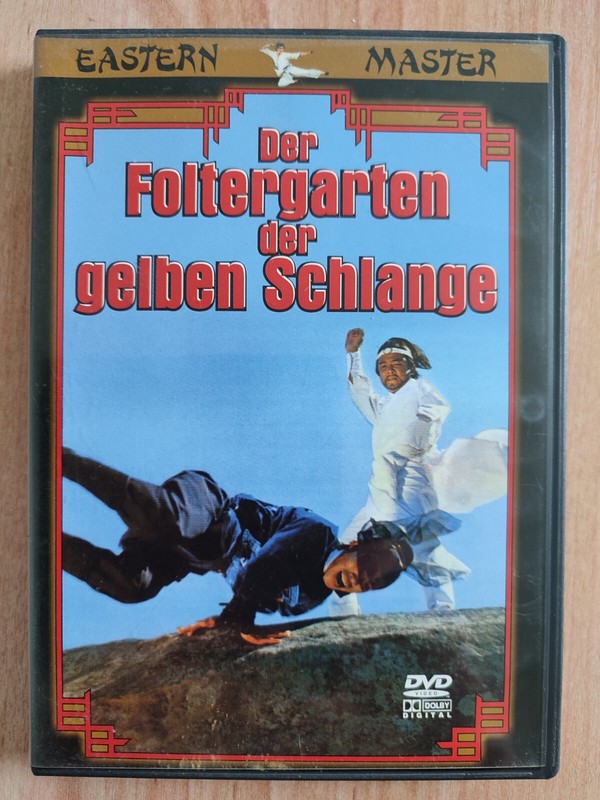 EASTERN MASTER
Der
Foltergarten
der
gelben Schlange
DVD
VIDEO
DOLBY
DIGITAL